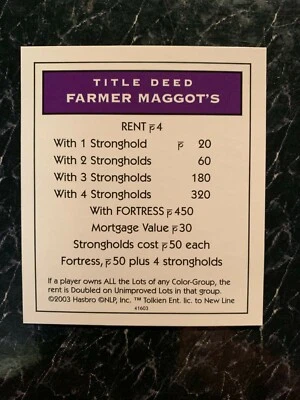 TITLE DEED
FARMER MAGGOT'S
RENT 4
With 1 Stronghold 20
With 2 Strongholds 60
With 3 Strongholds 180
With 4 Strongholds 320
With FORTRESS 450
Mortgage Value 30
Strongholds cost 50 each
Fortress, 50 plus 4 strongholds
If a player owns ALL the Lots of any Color-Group, the
rent is Doubled on Unimproved Lots in that group.
©2003 Hasbro ©NLP, Inc. ™ Tolkien Ent. lic to New Line
41603